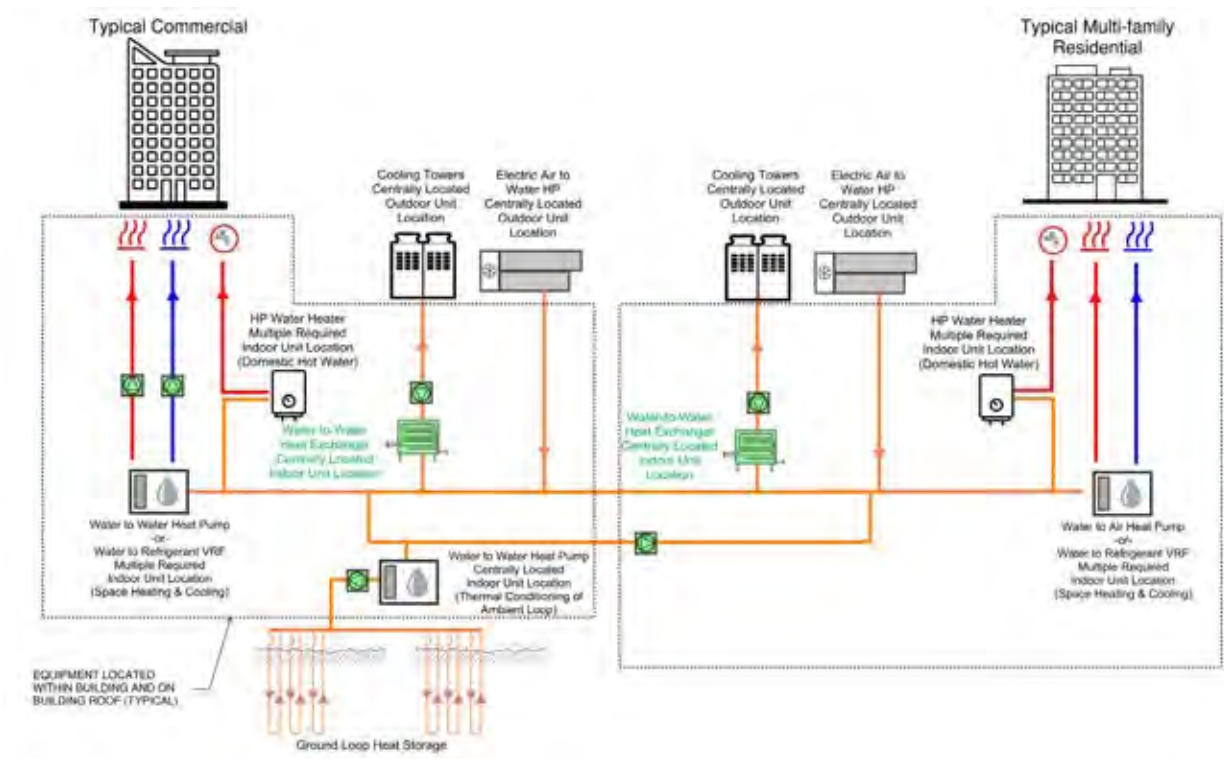 Typical Commercial
Typical Multi-family
Residential
Cooling Towers
Centrally Located
Outdoor Unit
Location
Electric Air to
Water HP
Centrally Located
Outdoor Unit
Location
Cooling Towers
Centrally Located
Outdoor Unit
Location
Electric Air to
Water HP
Centrally Located
Outdoor Unit
Location
HP Water Heater
Multiple Required
Indoor Unit Location
(Domestic Hot Water)
HP Water Heater
Multiple Required
Indoor Unit Location
(Domestic Hot Water)
Water to Water
Heat Exchanger
Centrally Located
Indoor Unit Location
Water-to-Water
Heat Exchanger
Centrally Located
Indoor Unit
Location
Water to Water Heat Pump
-or-
Water to Refrigerant VRF
Multiple Required
Indoor Unit Location
(Space Heating & Cooling)
Water to Water Heat Pump
Centrally Located
Indoor Unit Location
(Thermal Conditioning of
Ambient Loop)
Water to Air Heat Pump
-or-
Water to Refrigerant VRF
Multiple Required
Indoor Unit Location
(Space Heating & Cooling)
EQUIPMENT LOCATED
WITHIN BUILDING AND ON
BUILDING ROOF (TYPICAL)
Ground Loop Heat Storage